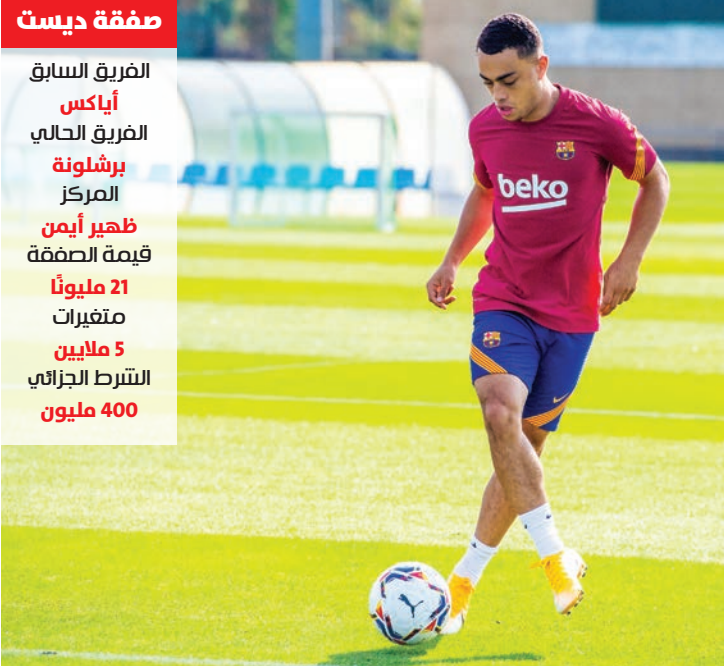 صفقة ديست
الفريق السابق
أياكس
الفريق الحالي
برشلونة
المركز
ظهير أيمن
قيمة الصفقة
21 مليونًا
متغيرات
5 ملايين
الشرط الجزائي
400 مليون
beko